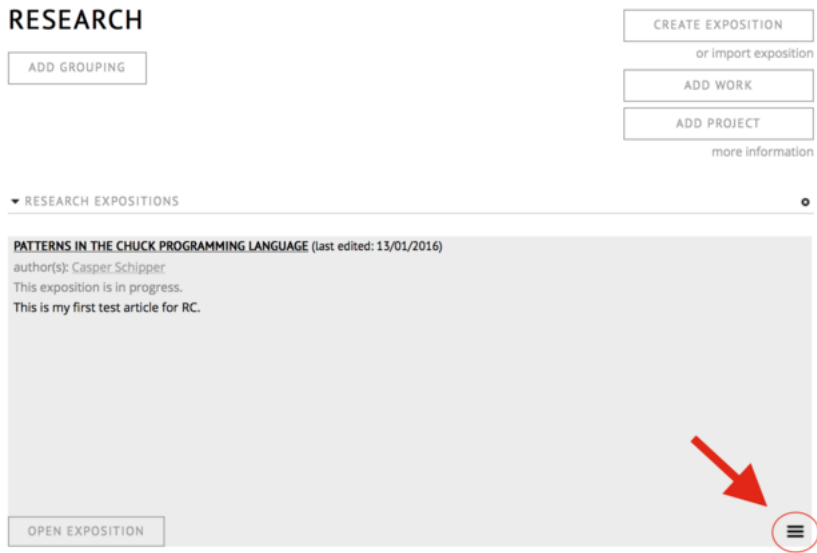 RESEARCH
CREATE EXPOSITION
or import exposition
ADD GROUPING
ADD WORK
ADD PROJECT
more information
RESEARCH EXPOSITIONS
PATTERNS IN THE CHUCK PROGRAMMING LANGUAGE (last edited: 13/01/2016)
author(s): Casper Schipper
This exposition is in progress.
This is my first test article for RC.
OPEN EXPOSITION